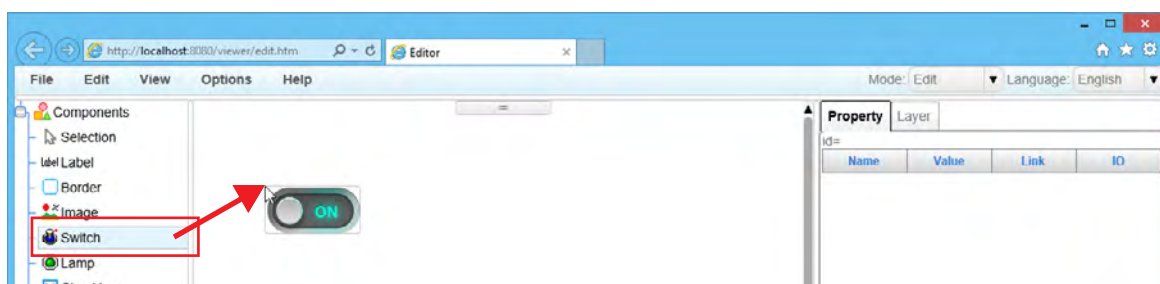 http://localhost:8080/viewer/edit.htm
Editor
File Edit View Options Help
Mode: Edit Language: English
Components
Selection
label Label
Border
Image
Switch
Lamp
ON
Property Layer
id=
Name Value Link IO